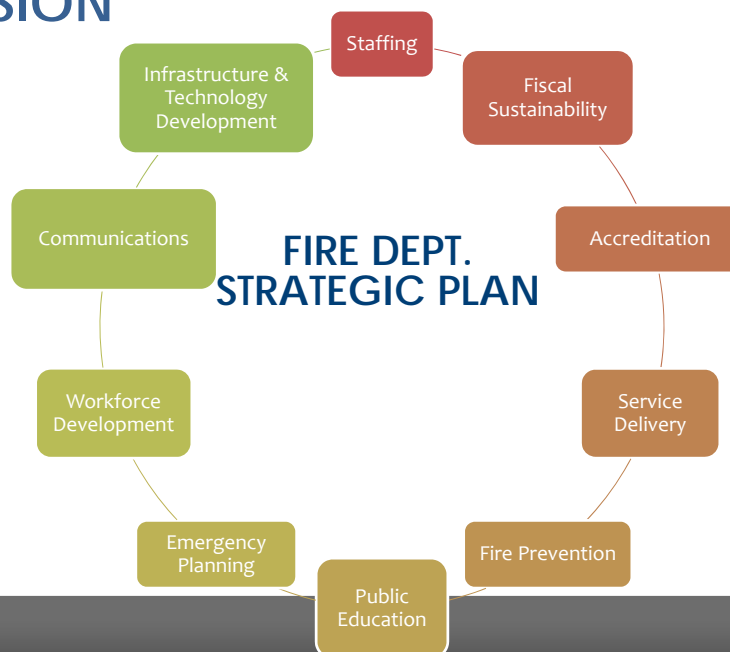 Staffing
Fiscal
Sustainability
Accreditation
Service
Delivery
Fire Prevention
Public
Education
Emergency
Planning
Workforce
Development
Communications
Infrastructure &
Technology
Development
FIRE DEPT.
STRATEGIC PLAN